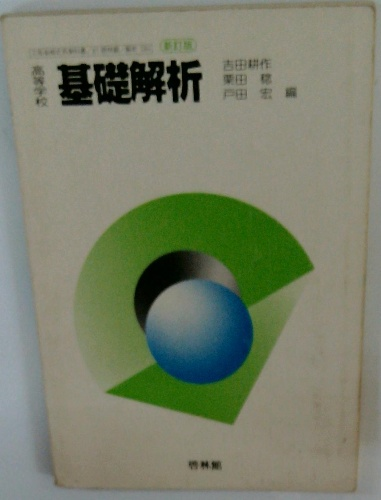 新訂版
高等学校
基礎解析
吉田耕作
栗田 稔
戸田 宏 編
啓林館